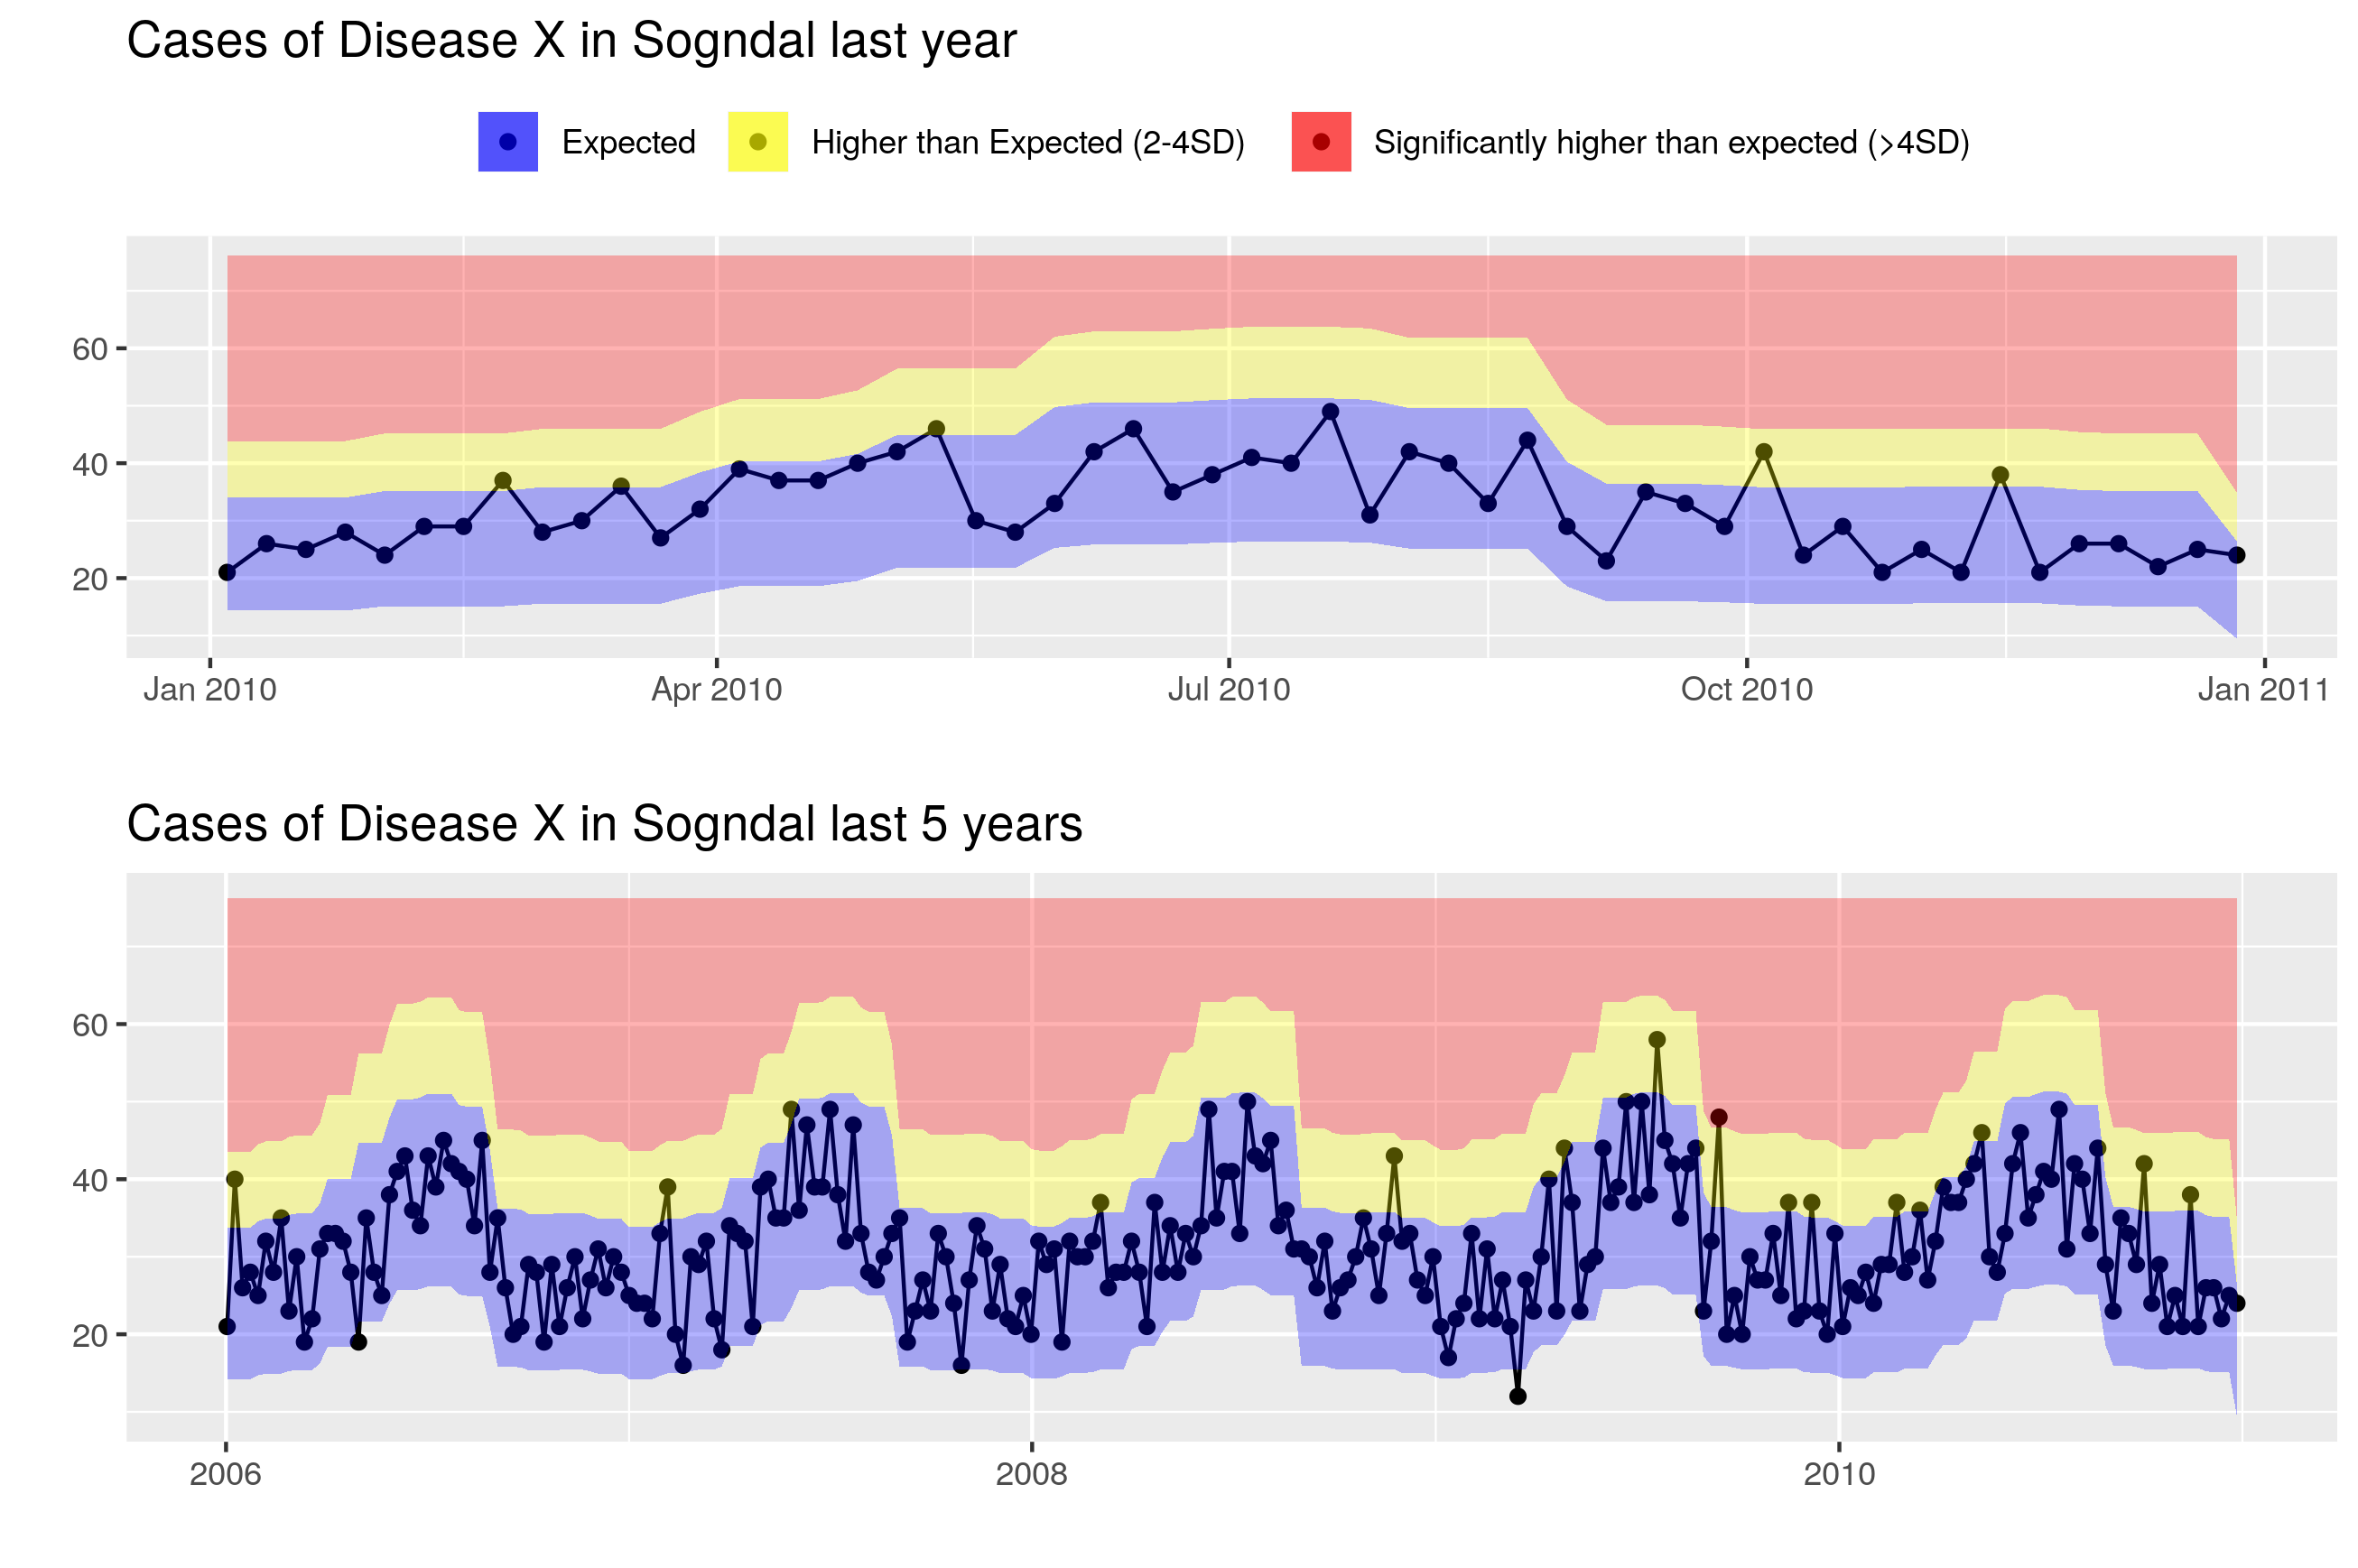 Cases of Disease X in Sogndal last year
Expected Higher than Expected (2-4SD) Significantly higher than expected (>4SD)
60
40
20
Jan 2010 Apr 2010 Jul 2010 Oct 2010 Jan 2011
Cases of Disease X in Sogndal last 5 years
60
40
20
2006 2008 2010